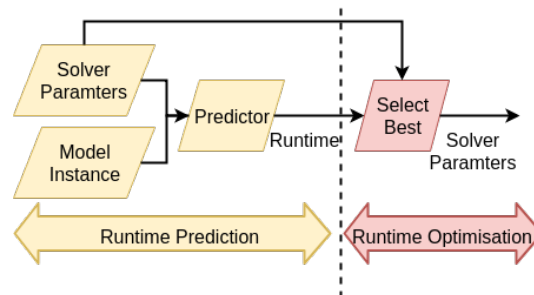 Solver
Paramters
Model
Instance
Predictor
Runtime
Select
Best
Solver
Paramters
Runtime Prediction
Runtime Optimisation